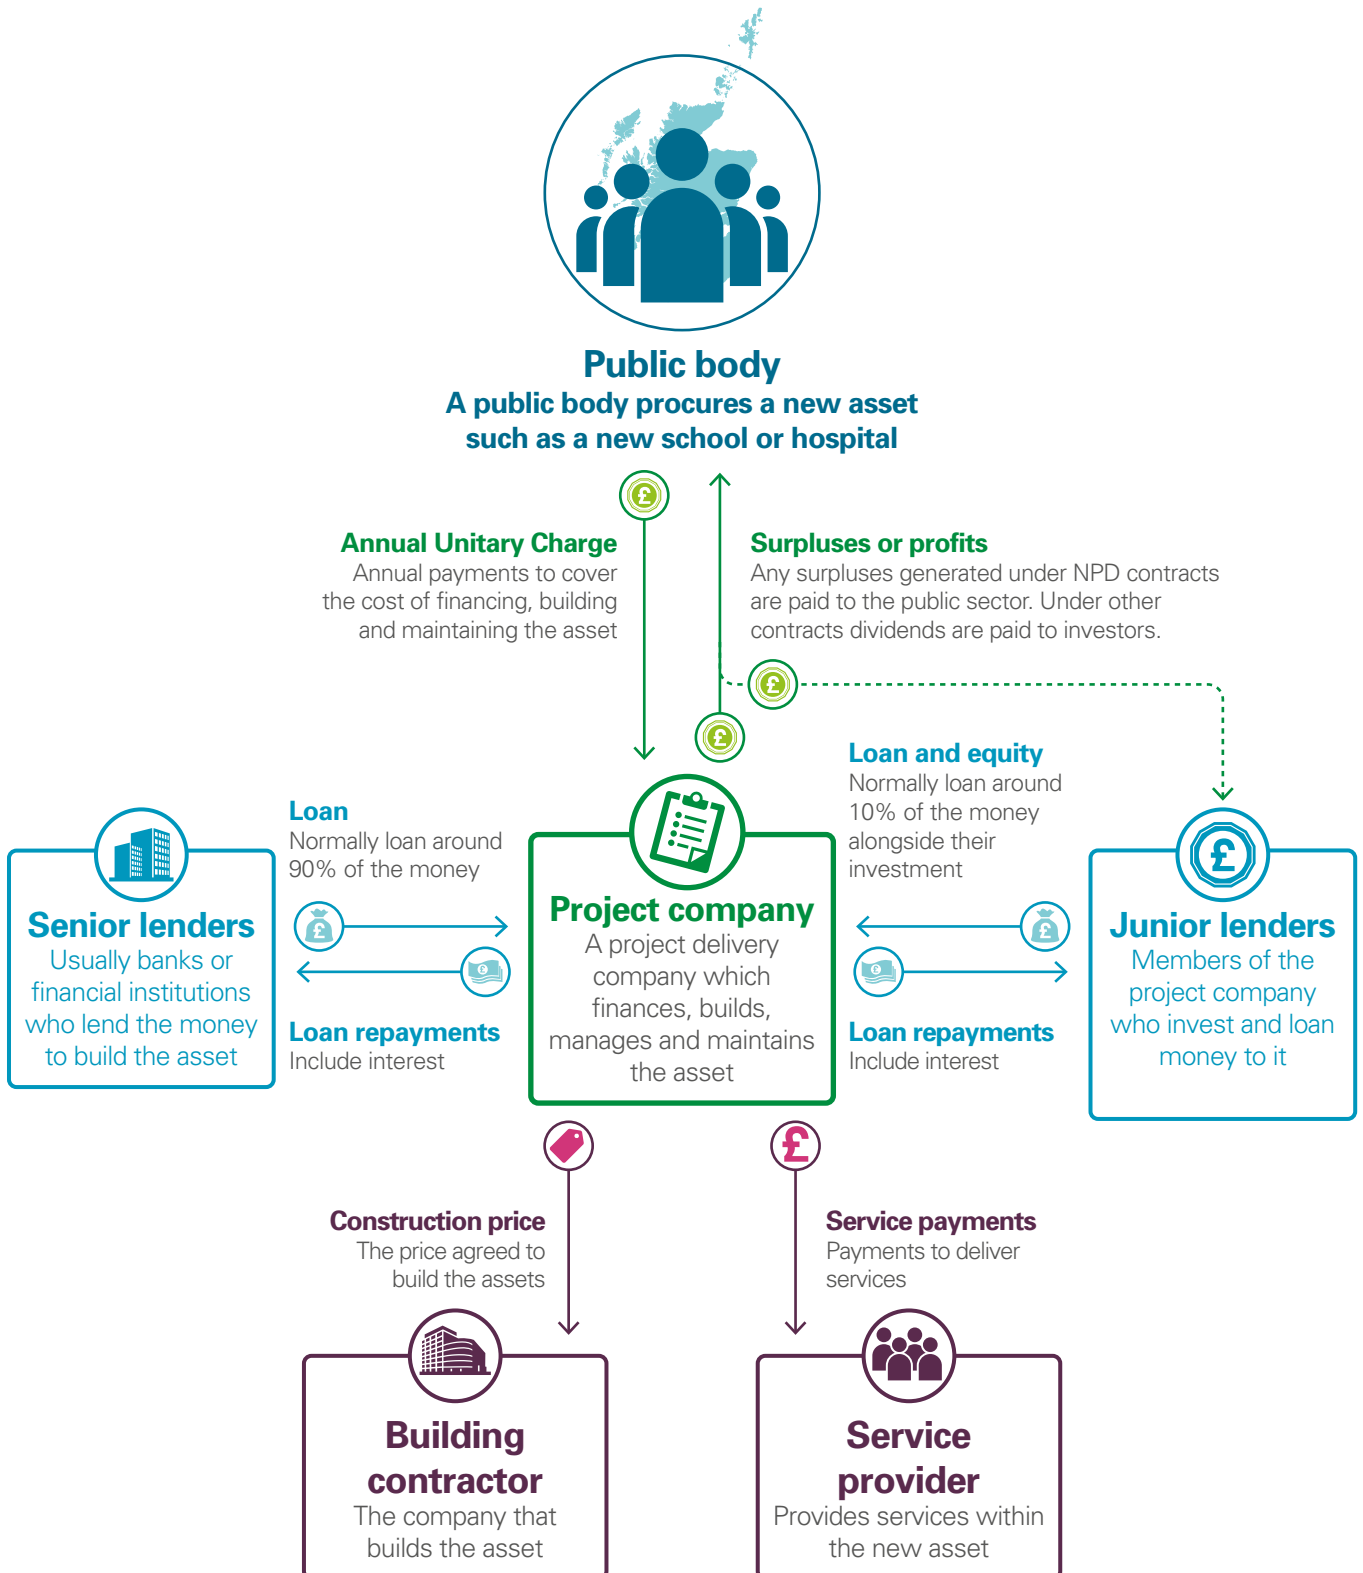 Public body
A public body procures a new asset
such as a new school or hospital
£
Annual Unitary Charge
Annual payments to cover
the cost of financing, building
and maintaining the asset
Surpluses or profits
Any surpluses generated under NPD contracts
are paid to the public sector. Under other
contracts dividends are paid to investors.
£
£
Senior lenders
Usually banks or
financial institutions
who lend the money
to build the asset
Loan
Normally loan around
90% of the money
£
£
Loan repayments
Include interest
Project company
A project delivery
company which
finances, builds,
manages and maintains
the asset
Loan and equity
Normally loan around
10% of the money
alongside their
investment
£
£
Loan repayments
Include interest
£
Junior lenders
Members of the
project company
who invest and loan
money to it
Construction price
The price agreed to
build the assets
£
Service payments
Payments to deliver
services
Building
contractor
The company that
builds the asset
Service
provider
Provides services within
the new asset